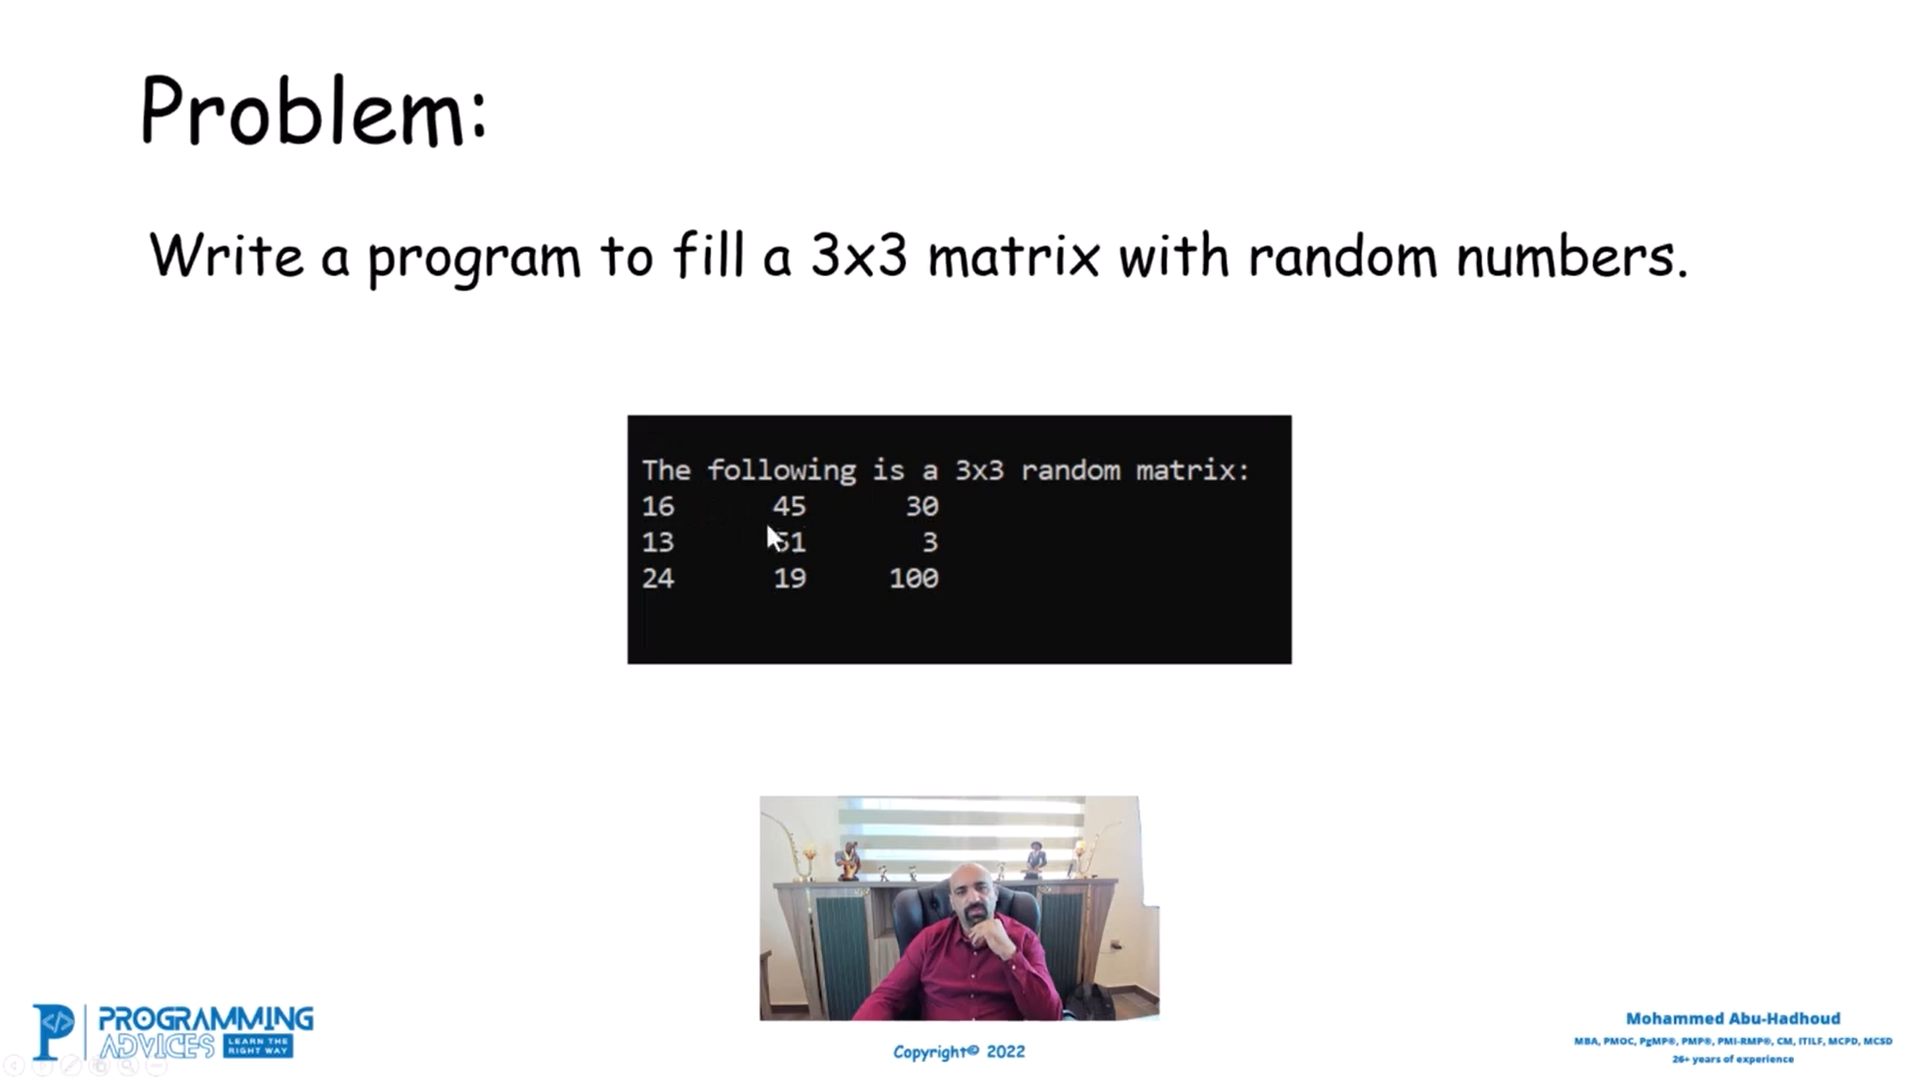 Problem:
Write a program to fill a 3x3 matrix with random numbers.
The following is a 3x3 random matrix:
16 45 30
13 51 3
24 19 100
P </> PROGRAMMING
ADVICES LEARN THE
RIGHT WAY
Copyright© 2022
Mohammed Abu-Hadhoud
MBA, PMOC, PgMP®, PMP®, PMI-RMP®, CM, ITILF, MCPD, MCSD
26+ years of experience